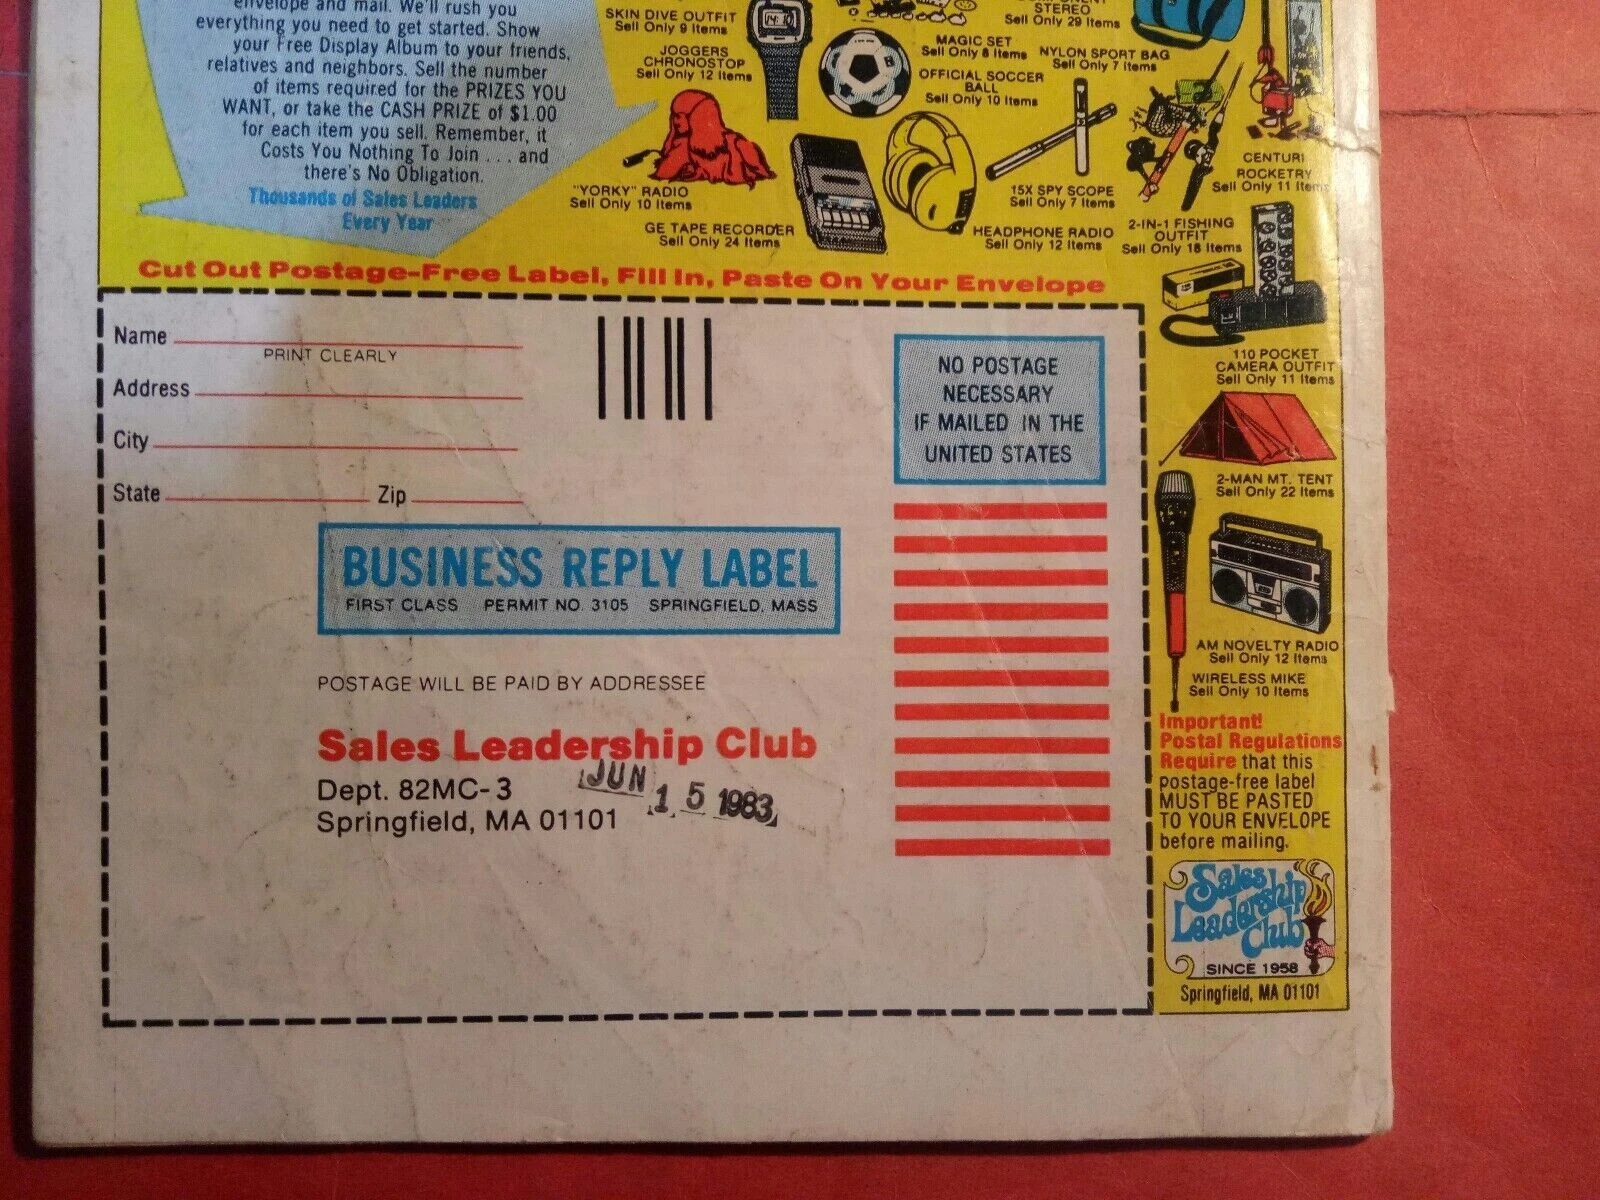 envelope and mail. We'll rush you
everything you need to get started. Show
your Free Display Album to your friends,
relatives and neighbors. Sell the number
of items required for the PRIZES YOU
WANT, or take the CASH PRIZE of $1.00
for each item you sell. Remember, it
Costs You Nothing To Join . . . and
there's No Obligation.
Thousands of Sales Leaders
Every Year
SKIN DIVE OUTFIT
Sell Only 9 Items
JOGGERS
CHRONOSTOP
Sell Only 12 Items
STEREO
Sell Only 29 Items
MAGIC SET
Sell Only 8 Items
NYLON SPORT BAG
Sell Only 7 Items
OFFICIAL SOCCER
BALL
Sell Only 10 Items
"YORKY" RADIO
Sell Only 10 Items
GE TAPE RECORDER
Sell Only 24 Items
HEADPHONE RADIO
Sell Only 12 Items
15X SPY SCOPE
Sell Only 7 Items
CENTURI
ROCKETRY
Sell Only 11 Items
2-IN-1 FISHING
OUTFIT
Sell Only 18 Items
110 POCKET
CAMERA OUTFIT
Sell Only 11 Items
2-MAN MT. TENT
Sell Only 22 Items
AM NOVELTY RADIO
Sell Only 12 Items
WIRELESS MIKE
Sell Only 10 Items
Important!
Postal Regulations
Require that this
postage-free label
MUST BE PASTED
TO YOUR ENVELOPE
before mailing.
Sales
Leadership
Club
SINCE 1958
Springfield, MA 01101
Cut Out Postage-Free Label, Fill In, Paste On Your Envelope
Name
PRINT CLEARLY
Address
City
State Zip
NO POSTAGE
NECESSARY
IF MAILED IN THE
UNITED STATES
BUSINESS REPLY LABEL
FIRST CLASS PERMIT NO. 3105 SPRINGFIELD, MASS
POSTAGE WILL BE PAID BY ADDRESSEE
Sales Leadership Club
Dept. 82MC-3
Springfield, MA 01101
JUN 15 1983